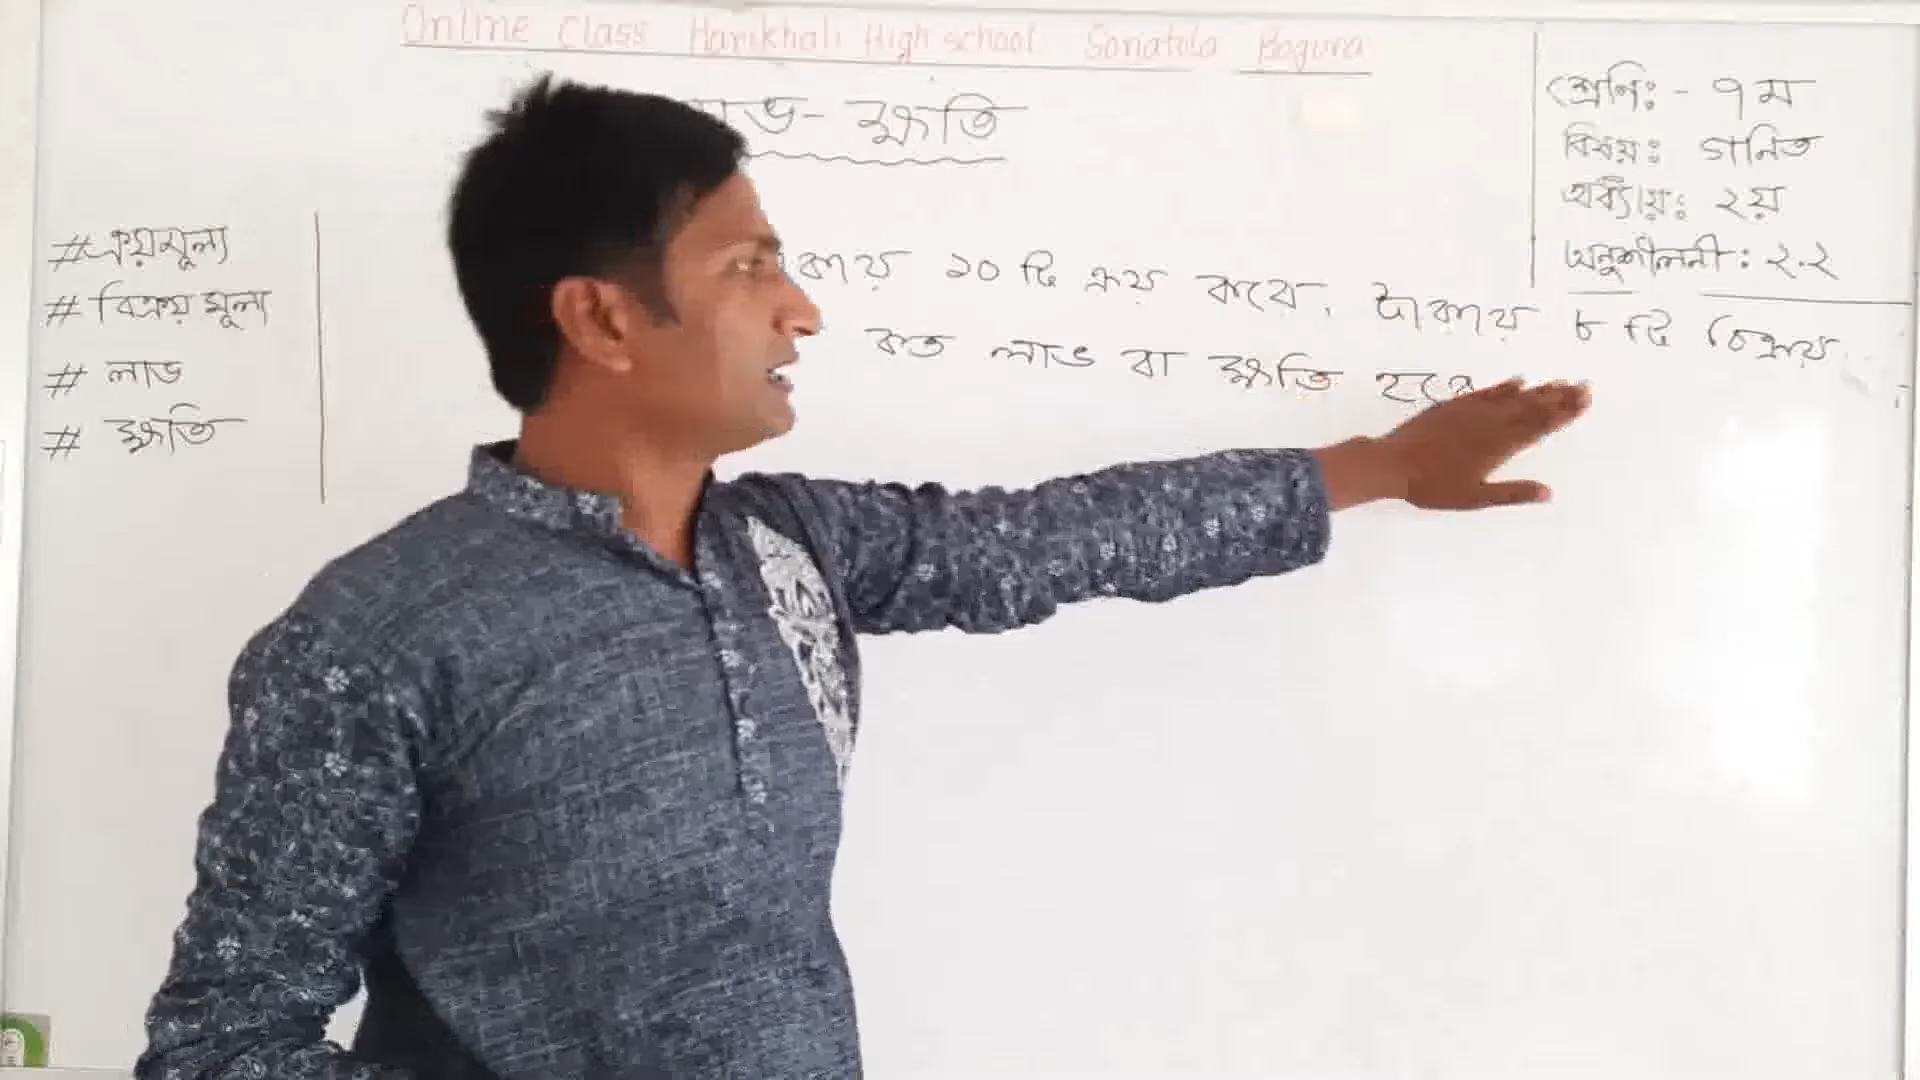 Online Class Harikhali High school Sonatola Bogura
ভ- ক্ষতি
শ্রেণি:- ৭ম
বিষয়: গনিত
অধ্যায়: ২য়
অনুশীলনী: ২.২
#ক্রয়মূল্য
# বিক্রয় মূল্য
# লাভ
# ক্ষতি
কায় ১০ টি ক্রয় করে, টাকায় ৮ টি বিক্রয়
কত লাভ বা ক্ষতি হবে